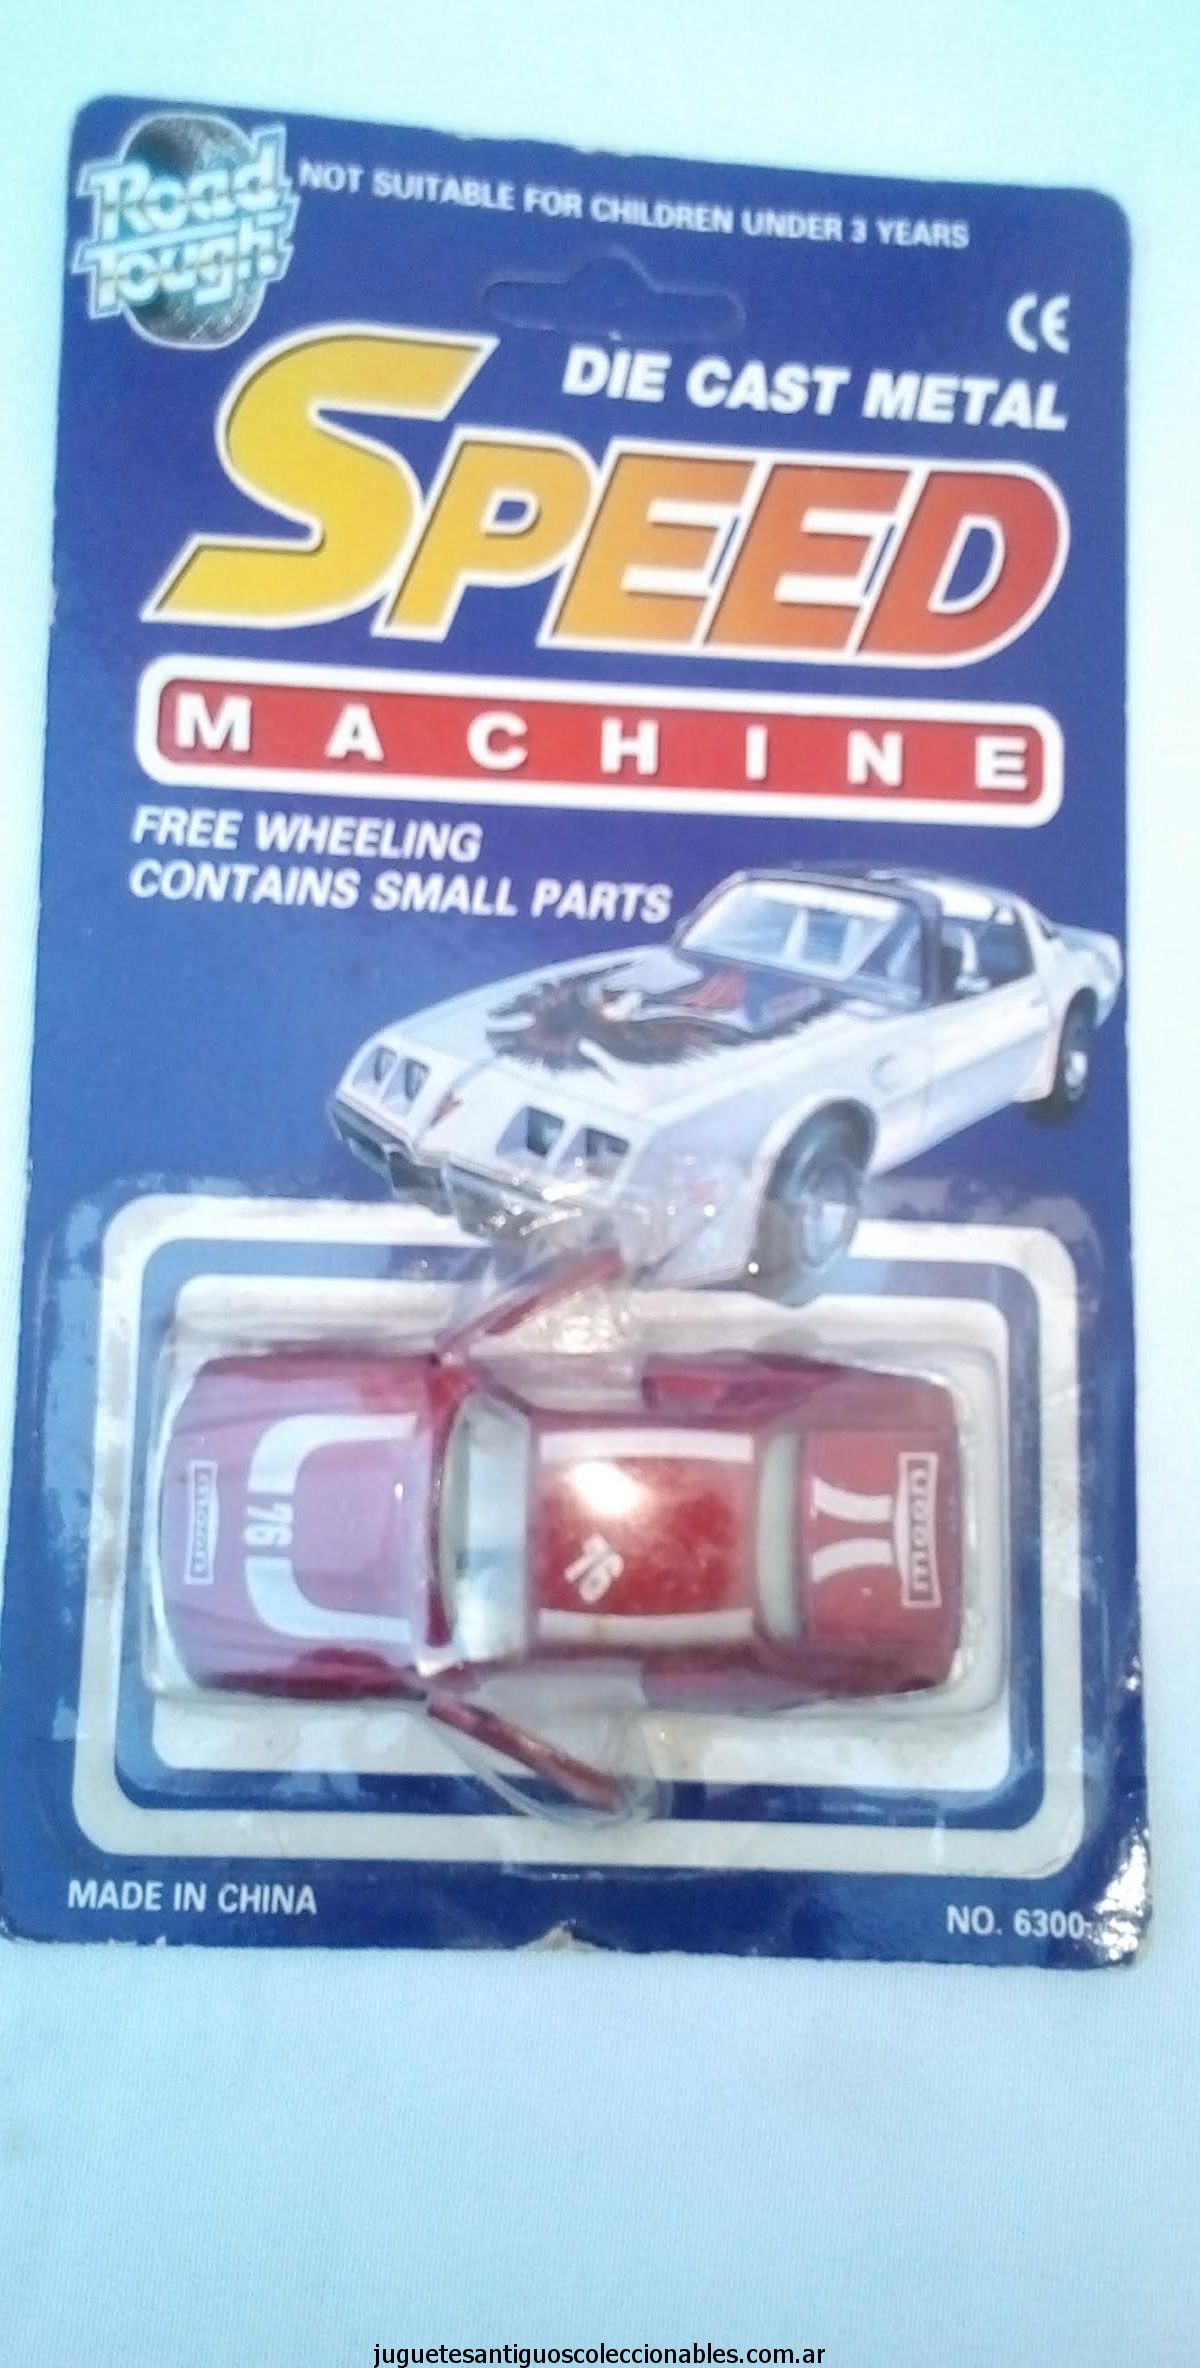 Road
Tough
NOT SUITABLE FOR CHILDREN UNDER 3 YEARS
CE
DIE CAST METAL
SPEED
MACHINE
FREE WHEELING
CONTAINS SMALL PARTS
76
76
MADE IN CHINA
NO. 6300
juguetesantiguoscoleccionables.com.ar